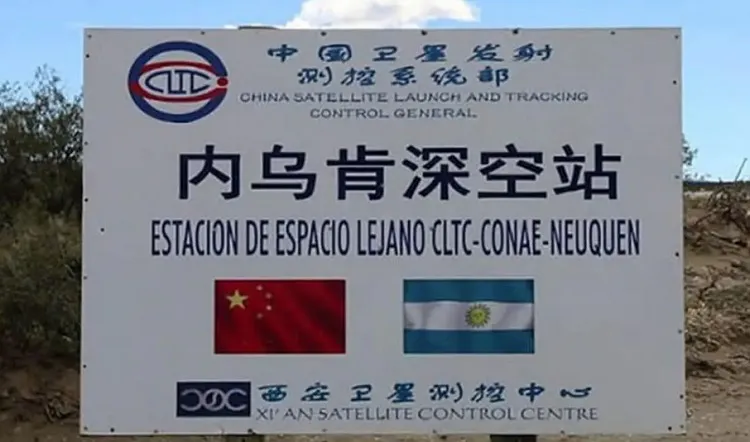 CLTC
中国卫星发射
测控系统部
CHINA SATELLITE LAUNCH AND TRACKING
CONTROL GENERAL
内乌肯深空站
ESTACION DE ESPACIO LEJANO CLTC-CONAE-NEUQUEN
西安卫星测控中心
XI'AN SATELLITE CONTROL CENTRE